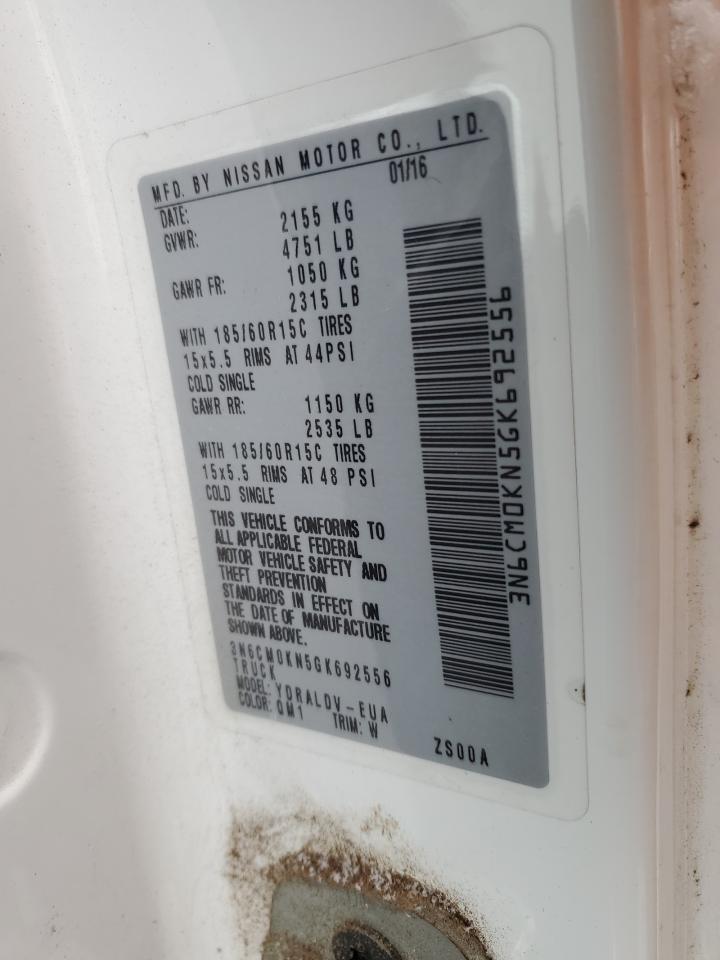 MFD. BY NISSAN MOTOR CO., LTD.
DATE: 01/16
GVWR: 2155 KG
4751 LB
GAWR FR: 1050 KG
2315 LB
WITH 185/60R15C TIRES
15x5.5 RIMS AT 44PSI
COLD SINGLE
GAWR RR: 1150 KG
2535 LB
WITH 185/60R15C TIRES
15x5.5 RIMS AT 48 PSI
COLD SINGLE
THIS VEHICLE CONFORMS TO
ALL APPLICABLE FEDERAL
MOTOR VEHICLE SAFETY AND
THEFT PREVENTION
STANDARDS IN EFFECT ON
THE DATE OF MANUFACTURE
SHOWN ABOVE.
3N6CM0KN5GK692556
TRUCK
MODEL: YDRALDV-EUA
COLOR: QM1 TRIM: W
ZS00A
3N6CM0KN5GK692556